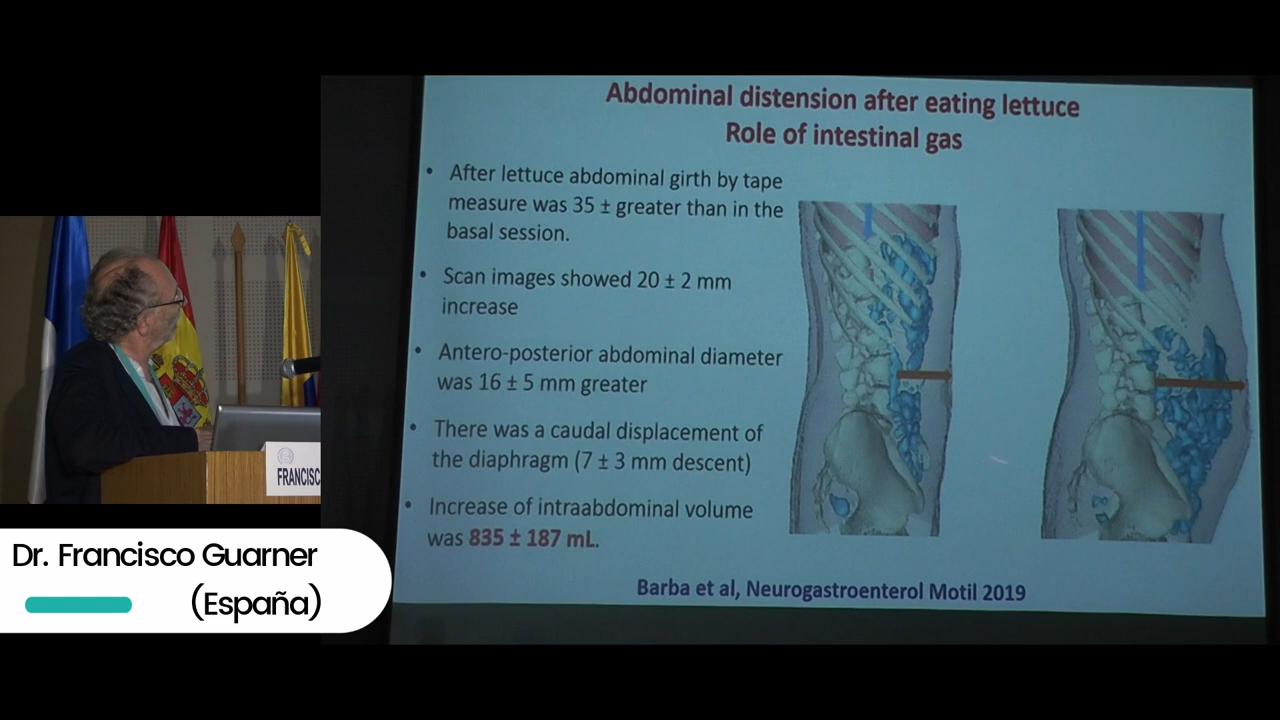 Abdominal distension after eating lettuce
Role of intestinal gas
• After lettuce abdominal girth by tape
measure was 35 ± greater than in the
basal session.
• Scan images showed 20 ± 2 mm
increase
• Antero-posterior abdominal diameter
was 16 ± 5 mm greater
• There was a caudal displacement of
the diaphragm (7 ± 3 mm descent)
• Increase of intraabdominal volume
was 835 ± 187 mL.
Barba et al, Neurogastroenterol Motil 2019
FRANCISC
Dr. Francisco Guarner
(España)